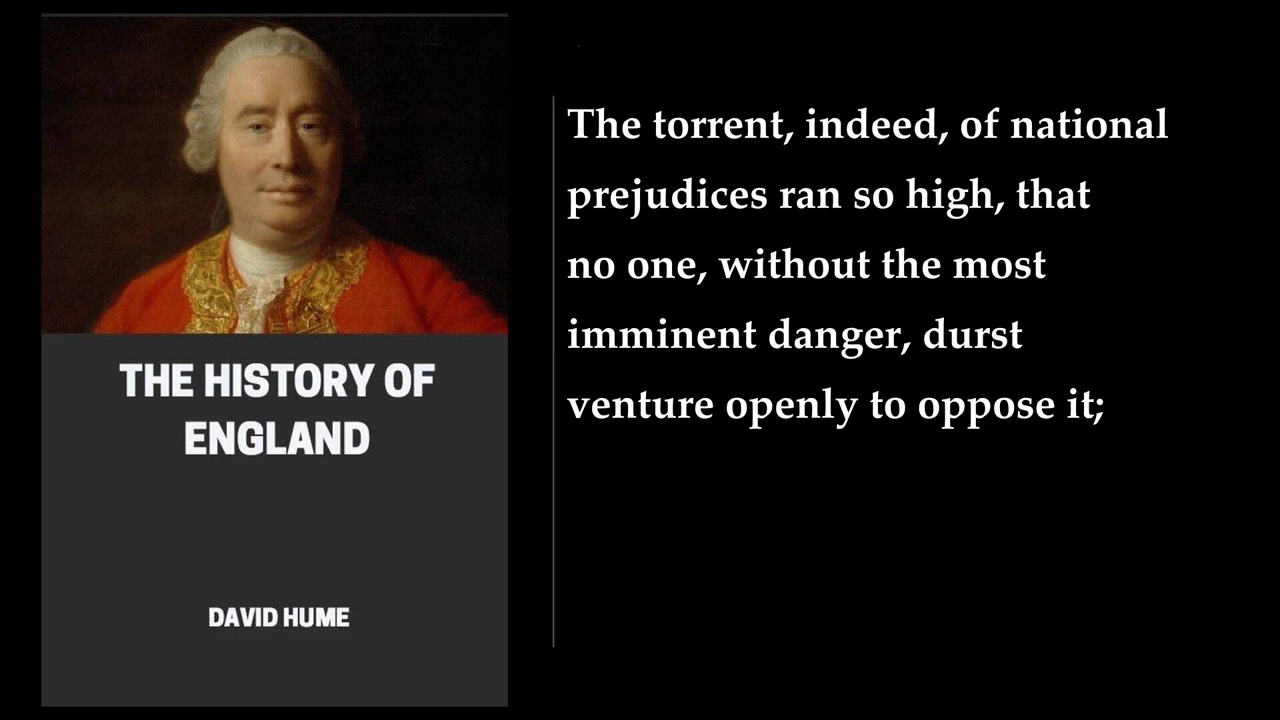 THE HISTORY OF
ENGLAND
DAVID HUME
The torrent, indeed, of national
prejudices ran so high, that
no one, without the most
imminent danger, durst
venture openly to oppose it;